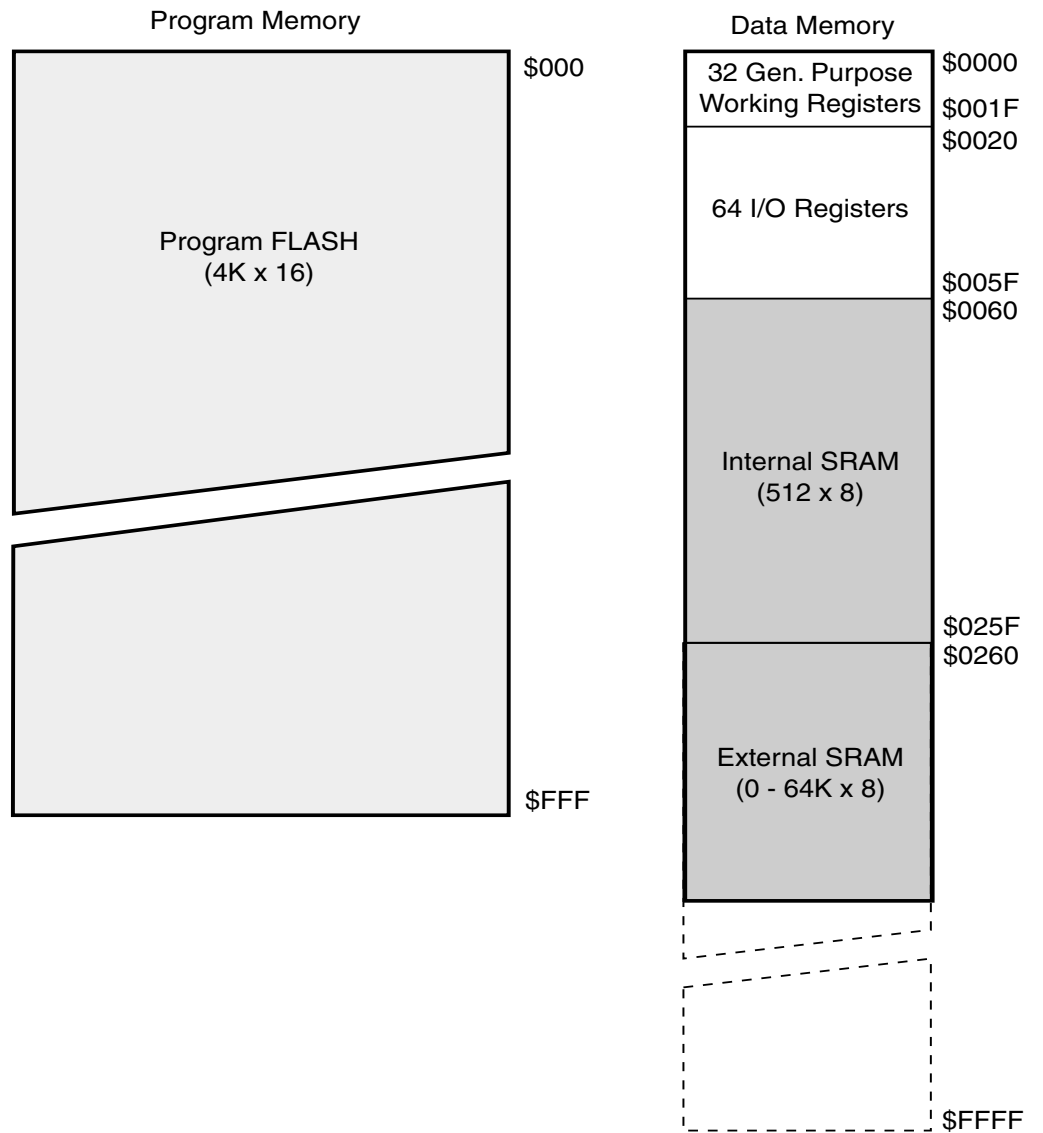 Program Memory
$000
Program FLASH
(4K x 16)
$FFF
Data Memory
32 Gen. Purpose
Working Registers
$0000
$001F
$0020
64 I/O Registers
$005F
$0060
Internal SRAM
(512 x 8)
$025F
$0260
External SRAM
(0 - 64K x 8)
$FFFF